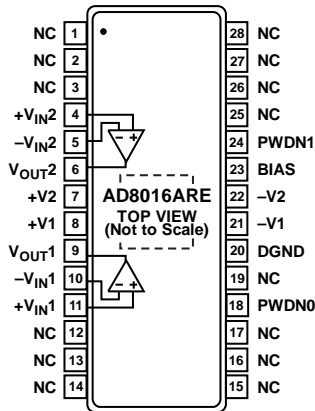 NC 1 28 NC
NC 2 27 NC
NC 3 26 NC
+VIN2 4 25 NC
–VIN2 5 24 PWDN1
VOUT2 6 23 BIAS
+V2 7 22 –V2
+V1 8 21 –V1
VOUT1 9 20 DGND
–VIN1 10 19 NC
+VIN1 11 18 PWDN0
NC 12 17 NC
NC 13 16 NC
NC 14 15 NC
– +
AD8016ARE
TOP VIEW
(Not to Scale)
– +